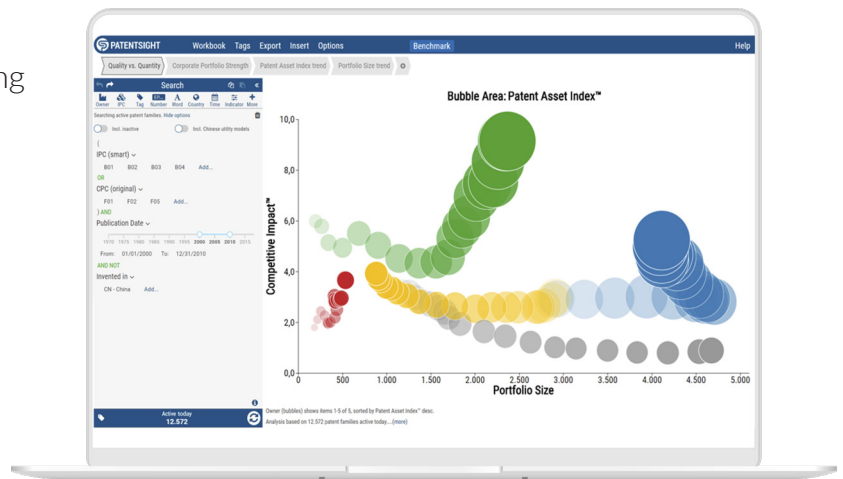 ng
PATENTSIGHT Workbook Tags Export Insert Options Benchmark Help
Quality vs. Quantity Corporate Portfolio Strength Patent Asset Index trend Portfolio Size trend
Search
Owner IPC Tag Number Word Country Time Indicator More
Searching active patent families. Hide options
Incl. inactive Incl. Chinese utility models
(
IPC (smart)
B01 B02 B03 B04 Add...
OR
CPC (original)
F01 F02 F05 Add...
) AND
Publication Date
1970 1975 1980 1985 1990 1995 2000 2005 2010 2015
From: 01/01/2000 To: 12/31/2010
AND NOT
Invented in
CN - China Add...
Active today
12.572
Bubble Area: Patent Asset Index™
Competitive Impact™
10,0
8,0
6,0
4,0
2,0
0,0
0 500 1.000 1.500 2.000 2.500 3.000 3.500 4.000 4.500 5.000
Portfolio Size
Owner (bubbles) shows items 1-5 of 5, sorted by Patent Asset Index™ desc.
Analysis based on 12.572 patent families active today....(more)